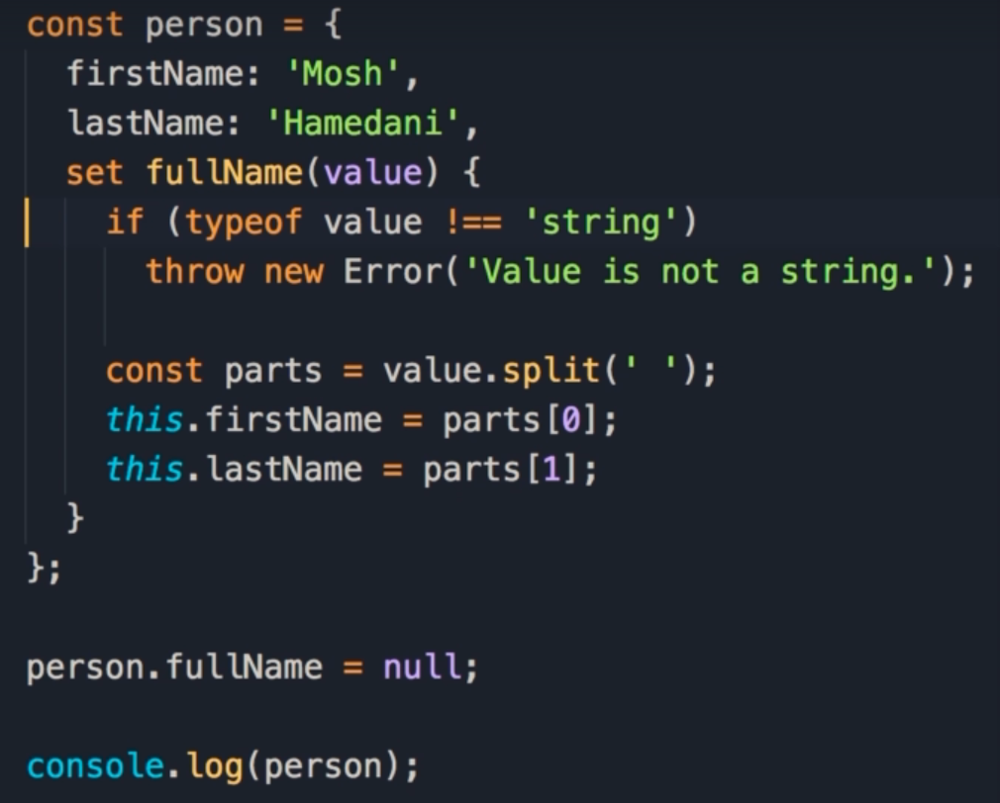 const person = {
  firstName: 'Mosh',
  lastName: 'Hamedani',
  set fullName(value) {
    if (typeof value !== 'string')
      throw new Error('Value is not a string.');

    const parts = value.split(' ');
    this.firstName = parts[0];
    this.lastName = parts[1];
  }
};

person.fullName = null;

console.log(person);